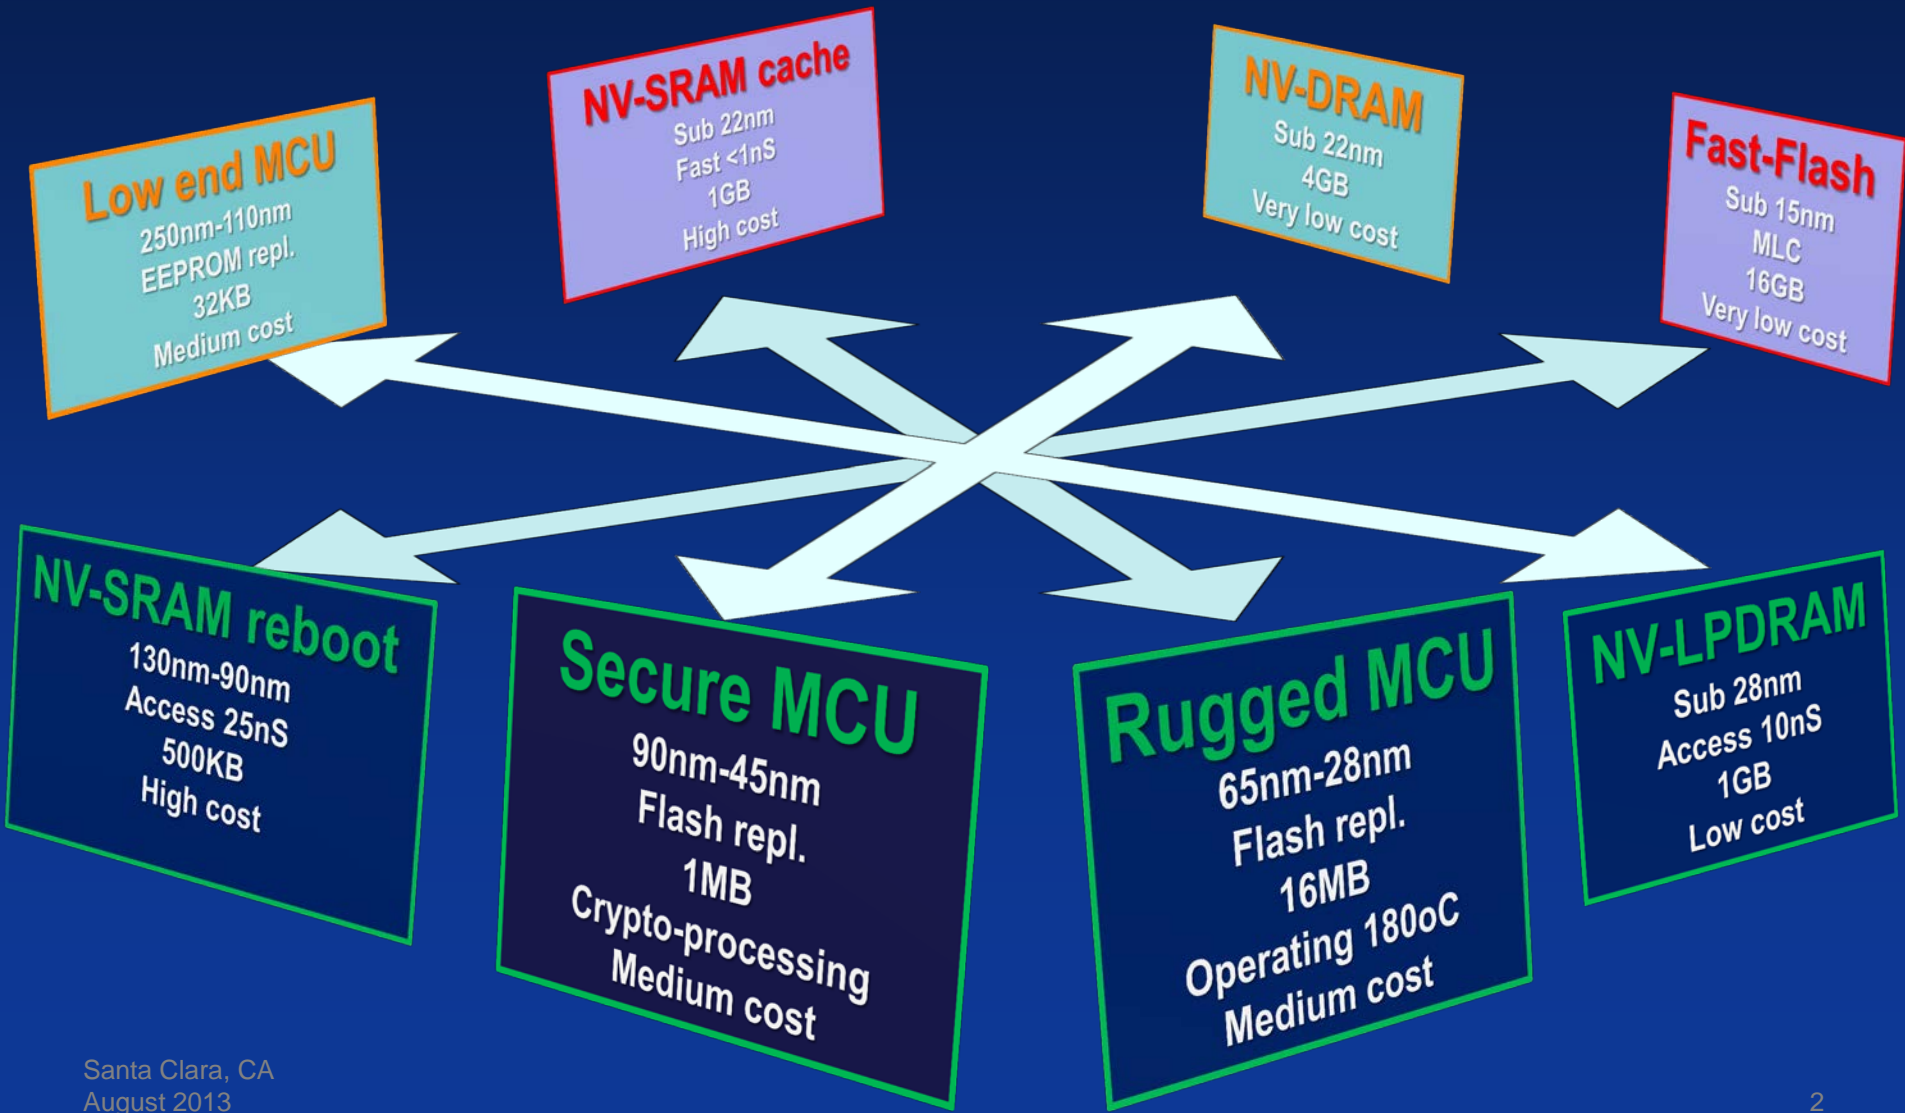 Low end MCU
250nm-110nm
EEPROM repl.
32KB
Medium cost
NV-SRAM cache
Sub 22nm
Fast <1nS
1GB
High cost
NV-DRAM
Sub 22nm
4GB
Very low cost
Fast-Flash
Sub 15nm
MLC
16GB
Very low cost
NV-SRAM reboot
130nm-90nm
Access 25nS
500KB
High cost
Secure MCU
90nm-45nm
Flash repl.
1MB
Crypto-processing
Medium cost
Rugged MCU
65nm-28nm
Flash repl.
16MB
Operating 180oC
Medium cost
NV-LPDRAM
Sub 28nm
Access 10nS
1GB
Low cost
Santa Clara, CA
August 2013
2